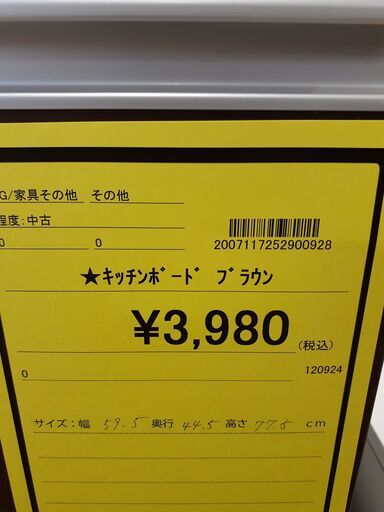 G/家具その他 その他
程度:中古
0 0
2007117252900928
★ｷｯﾁﾝﾎﾞｰﾄﾞ ﾌﾞﾗｳﾝ
¥3,980(税込)
0 120924
サイズ:幅 59.5 奥行 44.5 高さ 77.5 cm